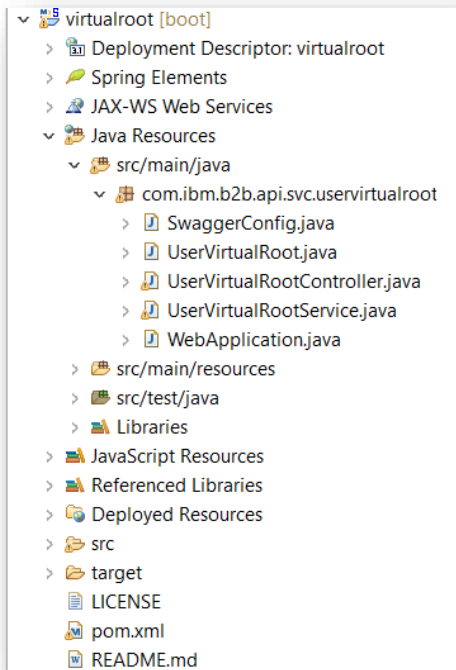 virtualroot [boot]
Deployment Descriptor: virtualroot
Spring Elements
JAX-WS Web Services
Java Resources
src/main/java
com.ibm.b2b.api.svc.uservirtualroot
SwaggerConfig.java
UserVirtualRoot.java
UserVirtualRootController.java
UserVirtualRootService.java
WebApplication.java
src/main/resources
src/test/java
Libraries
JavaScript Resources
Referenced Libraries
Deployed Resources
src
target
LICENSE
pom.xml
README.md